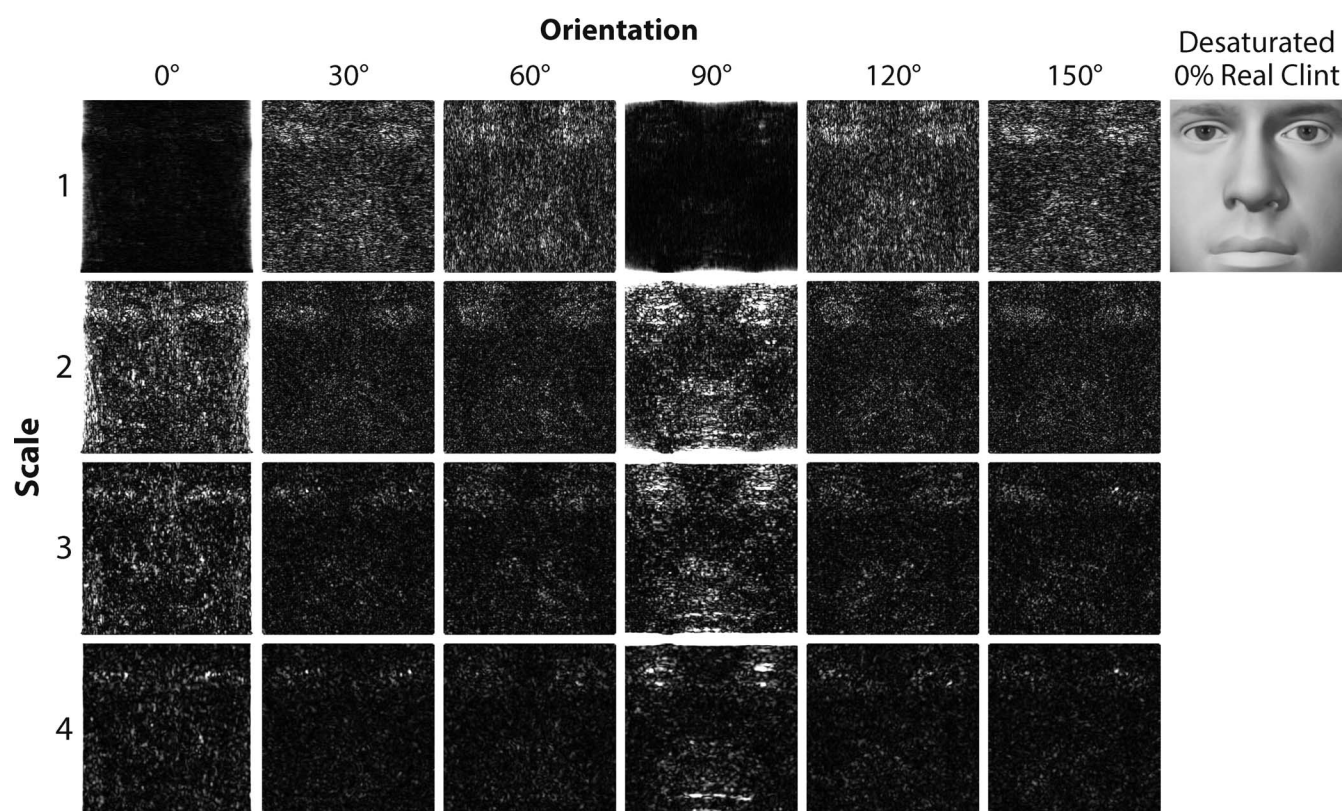 Orientation
0° 30° 60° 90° 120° 150°
Desaturated
0% Real Clint
Scale
1
2
3
4